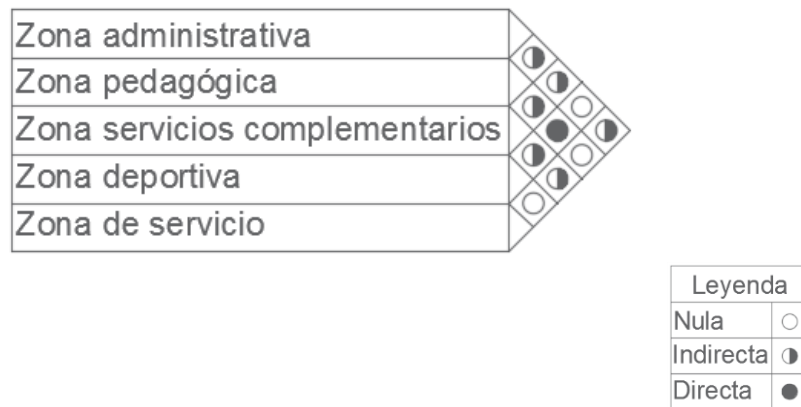 Zona administrativa
Zona pedagógica
Zona servicios complementarios
Zona deportiva
Zona de servicio
Leyenda
Nula
Indirecta
Directa